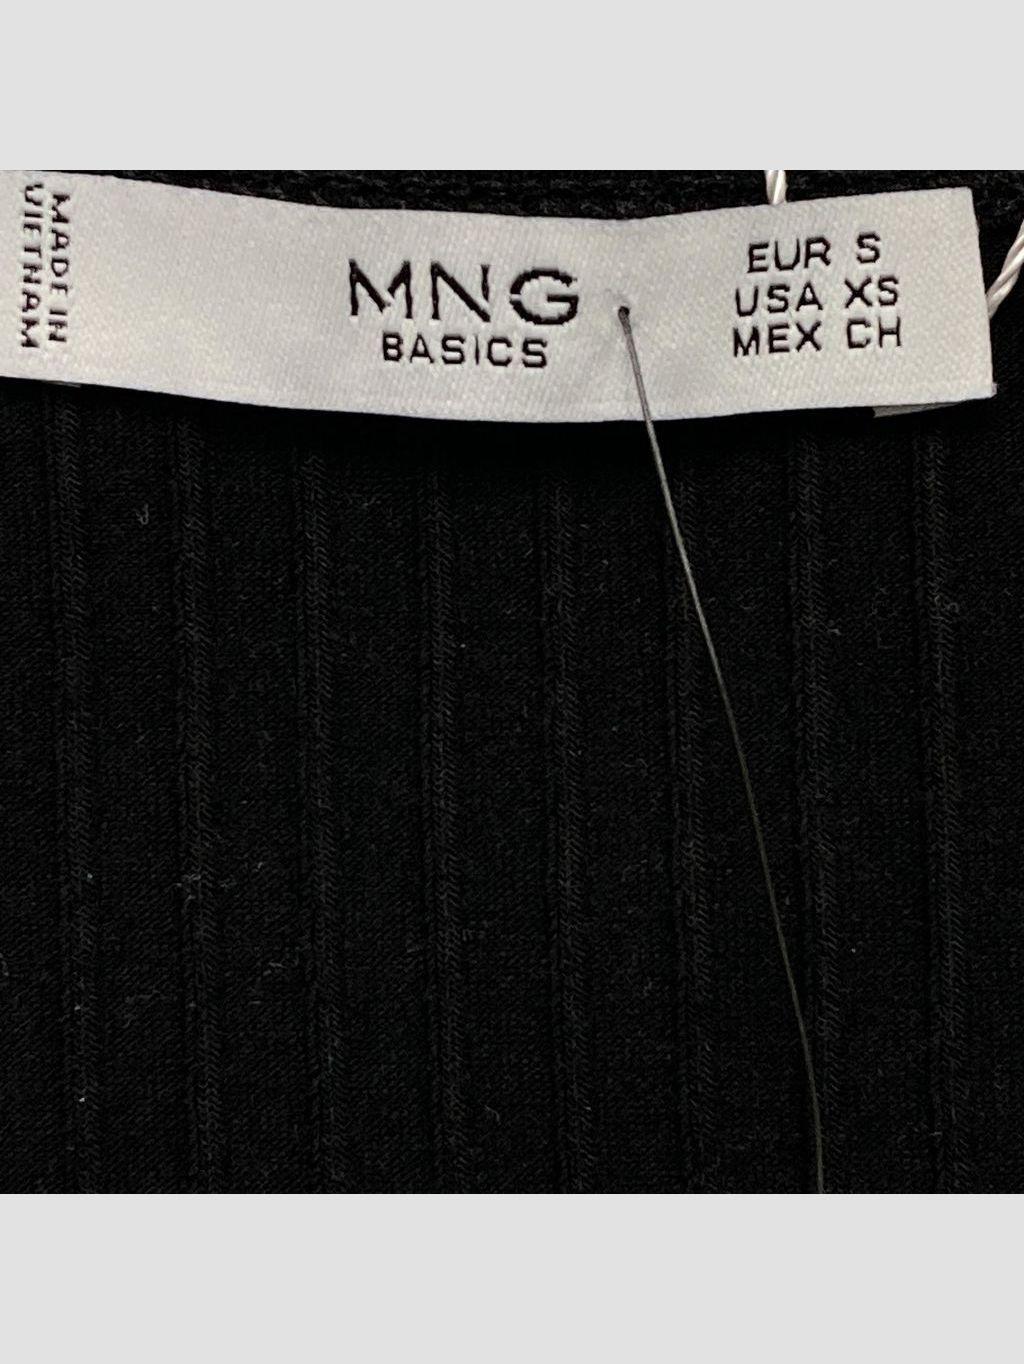 MADE IN
VIETNAM
MNG
BASICS
EUR S
USA XS
MEX CH